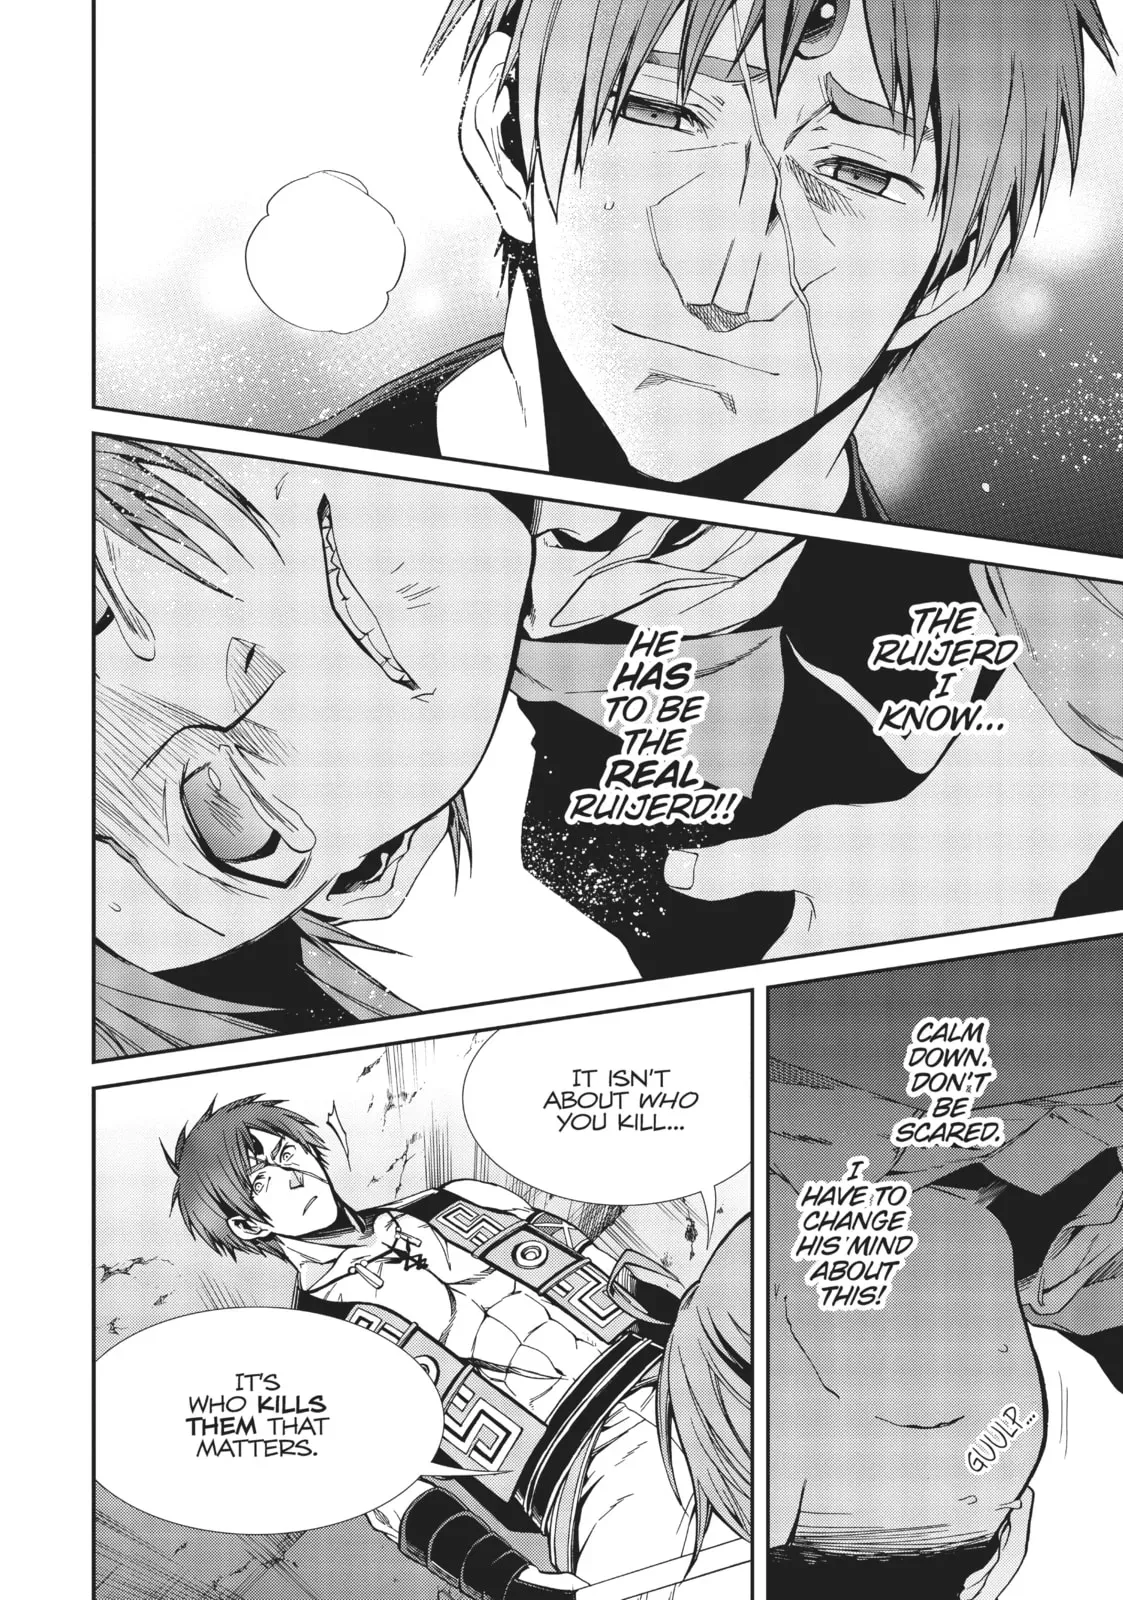 THE
RUIJERD
I
KNOW...
HE
HAS
TO BE
THE
REAL
RUIJERD!!
CALM
DOWN.
DON'T
BE
SCARED.
I
HAVE TO
CHANGE
HIS MIND
ABOUT
THIS!
GUULP...
IT ISN'T
ABOUT WHO
YOU KILL...
IT'S
WHO KILLS
THEM THAT
MATTERS.